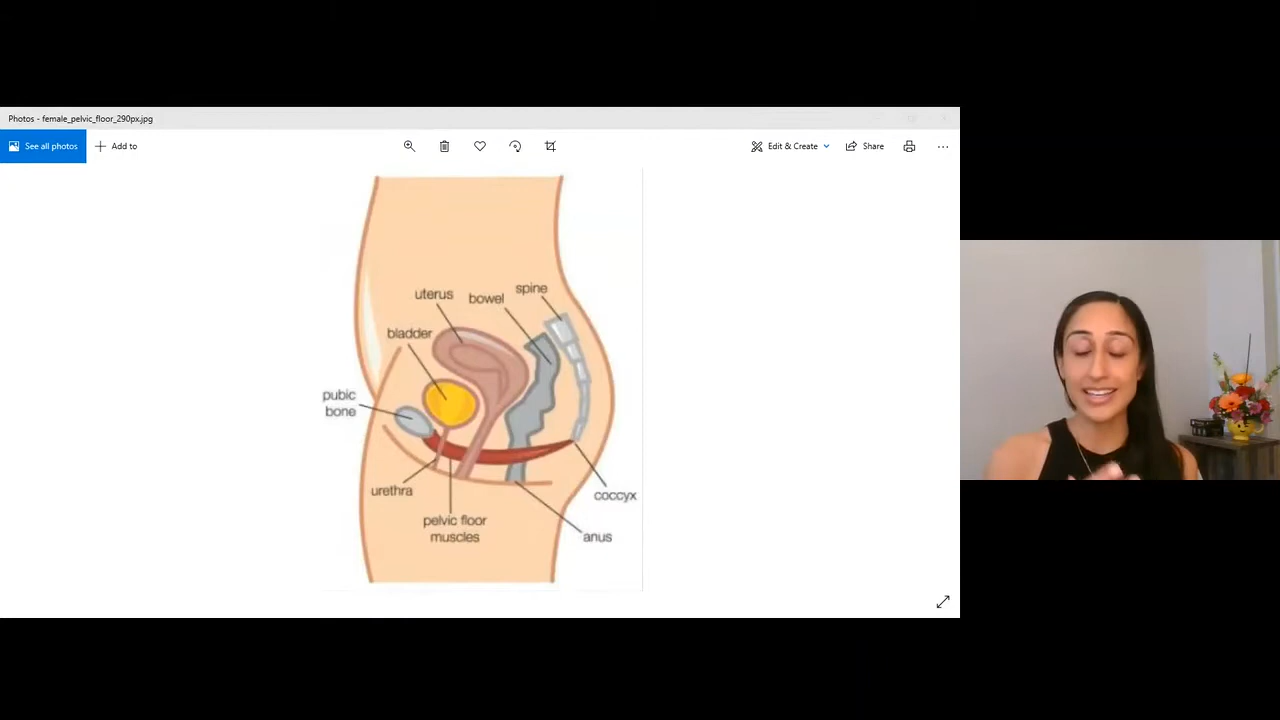 Photos - female_pelvic_floor_290px.jpg
See all photos
Add to
Edit & Create
Share
uterus
bowel
spine
bladder
pubic
bone
urethra
pelvic floor
muscles
coccyx
anus